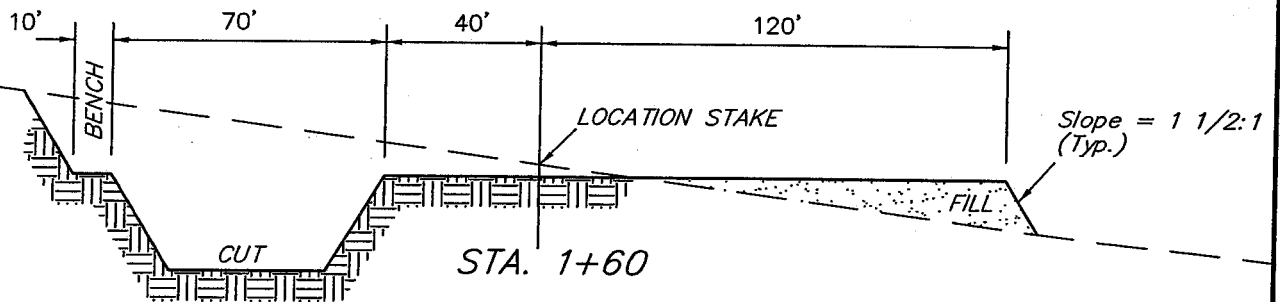 10' 70' 40' 120'
BENCH
LOCATION STAKE
Slope = 1 1/2:1
(Typ.)
FILL
CUT
STA. 1+60